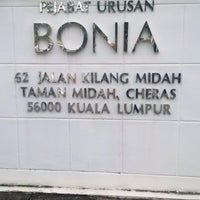 PEJABAT URUSAN
BONIA
62 JALAN KILANG MIDAH
TAMAN MIDAH, CHERAS
56000 KUALA LUMPUR